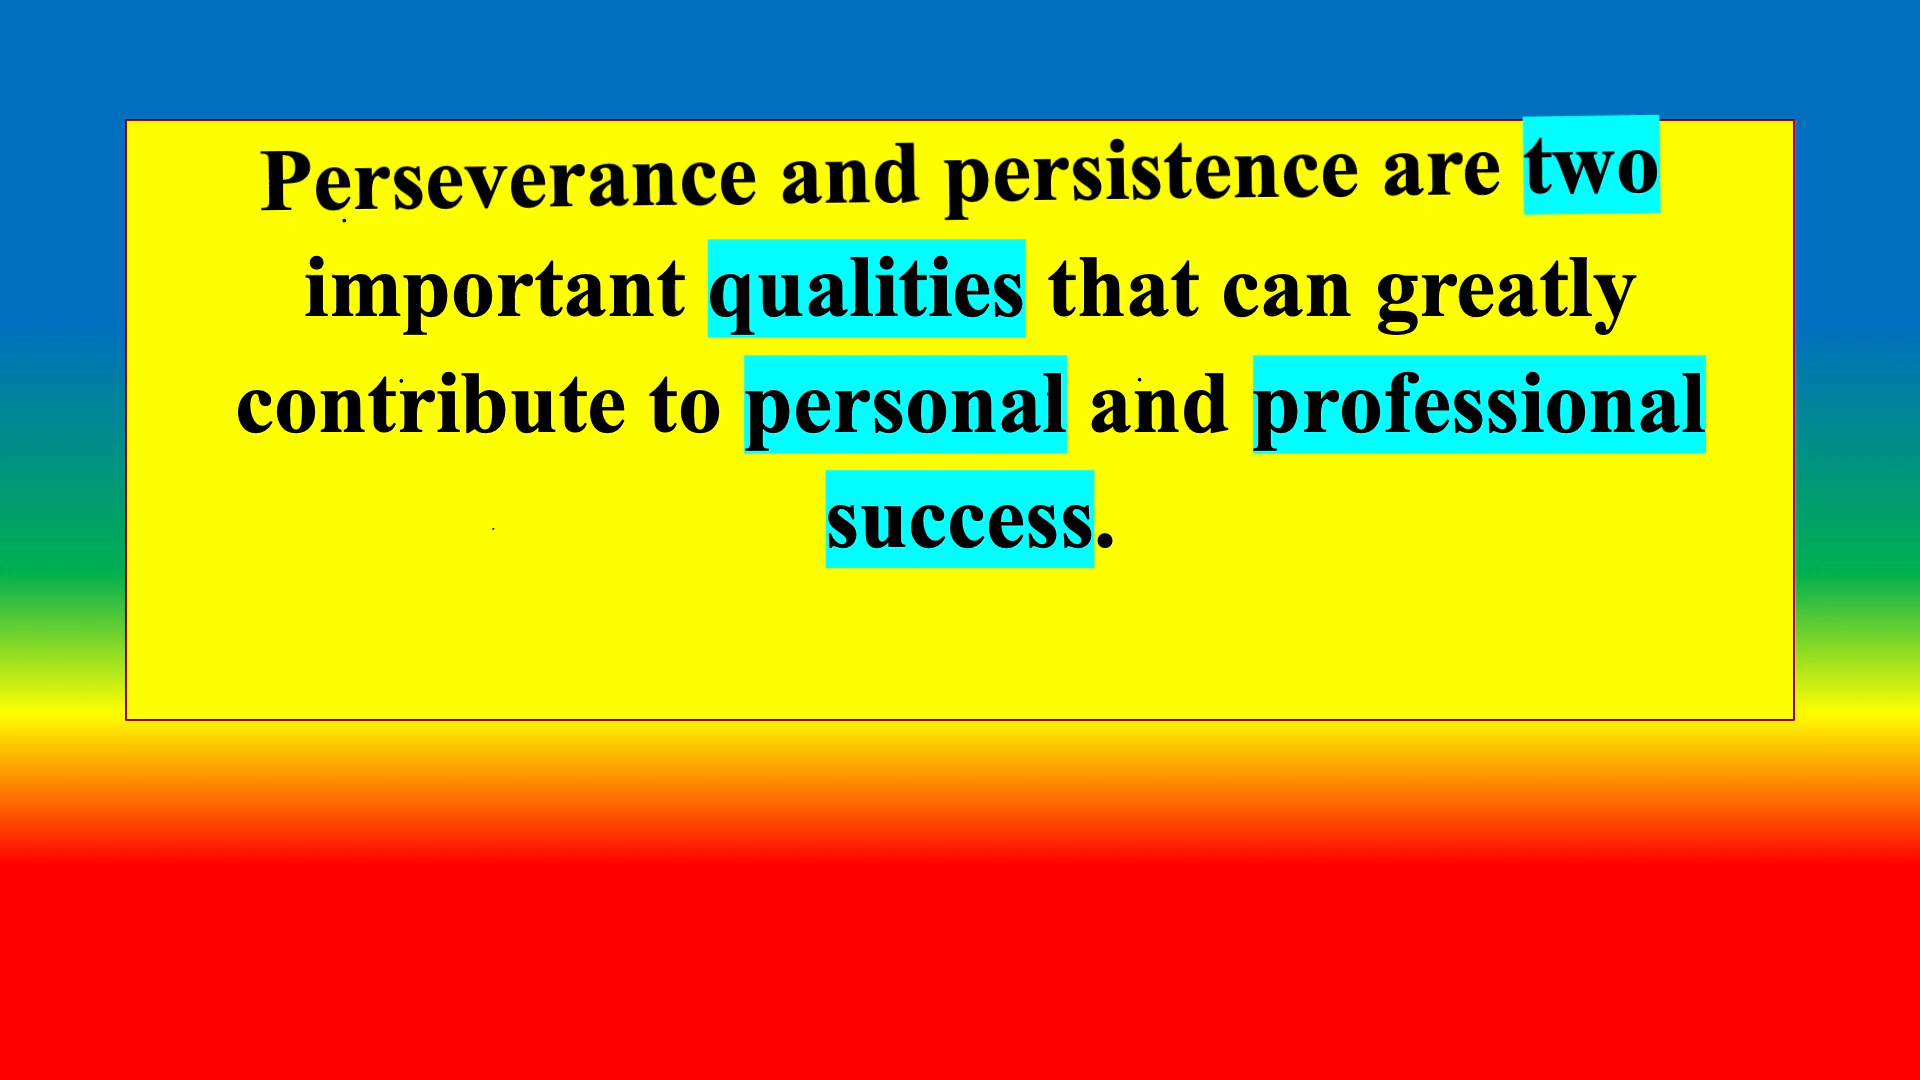 Perseverance and persistence are two
important qualities that can greatly
contribute to personal and professional
success.